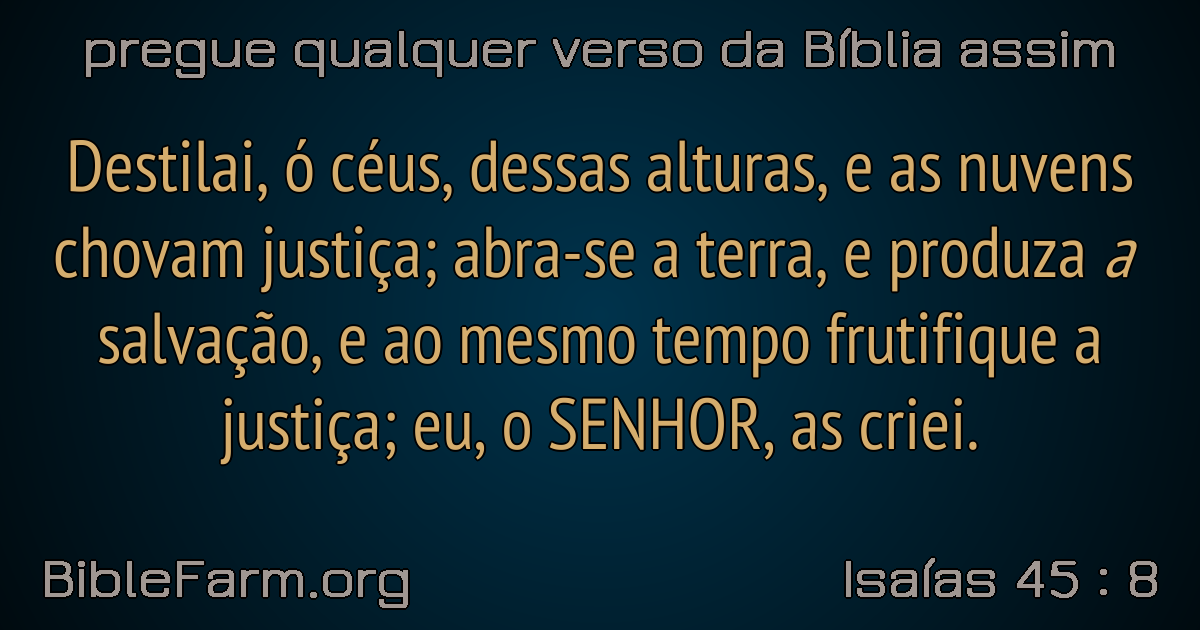 pregue qualquer verso da Bíblia assim
Destilai, ó céus, dessas alturas, e as nuvens
chovam justiça; abra-se a terra, e produza a
salvação, e ao mesmo tempo frutifique a
justiça; eu, o SENHOR, as criei.
BibleFarm.org
Isaías 45 : 8